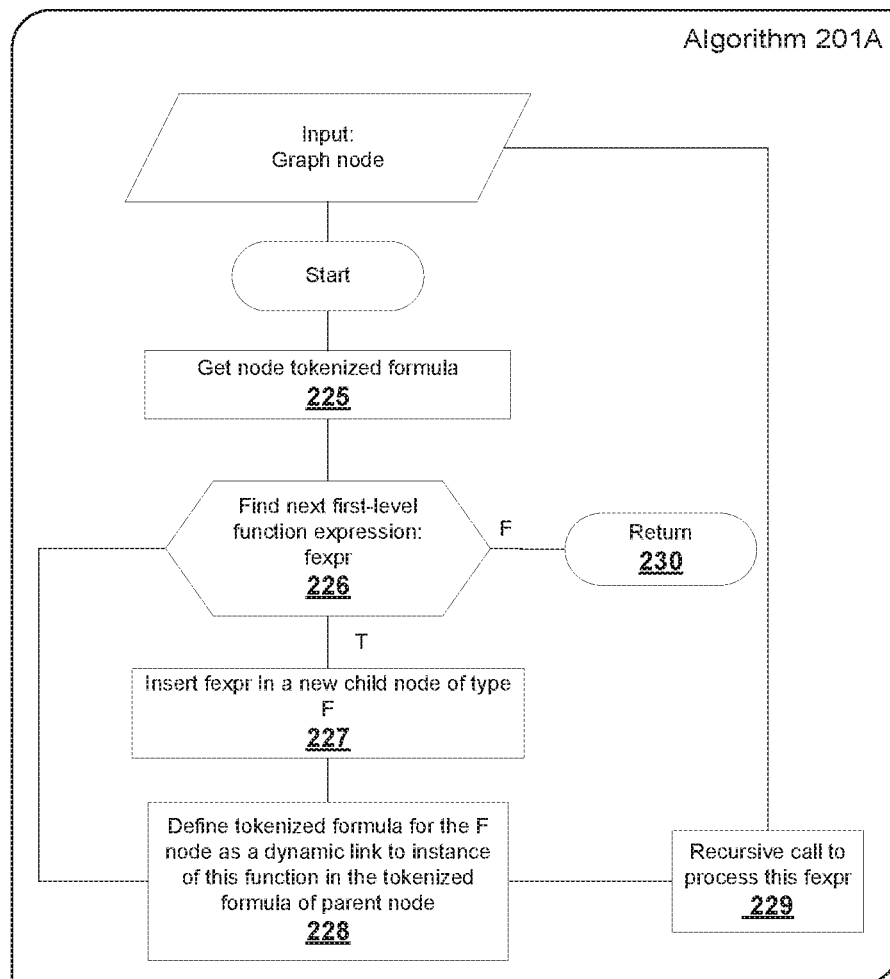 Algorithm 201A
Input:
Graph node
Start
Get node tokenized formula
225
Find next first-level
function expression:
fexpr
226
F
Return
230
T
Insert fexpr in a new child node of type
F
227
Define tokenized formula for the F
node as a dynamic link to instance
of this function in the tokenized
formula of parent node
228
Recursive call to
process this fexpr
229